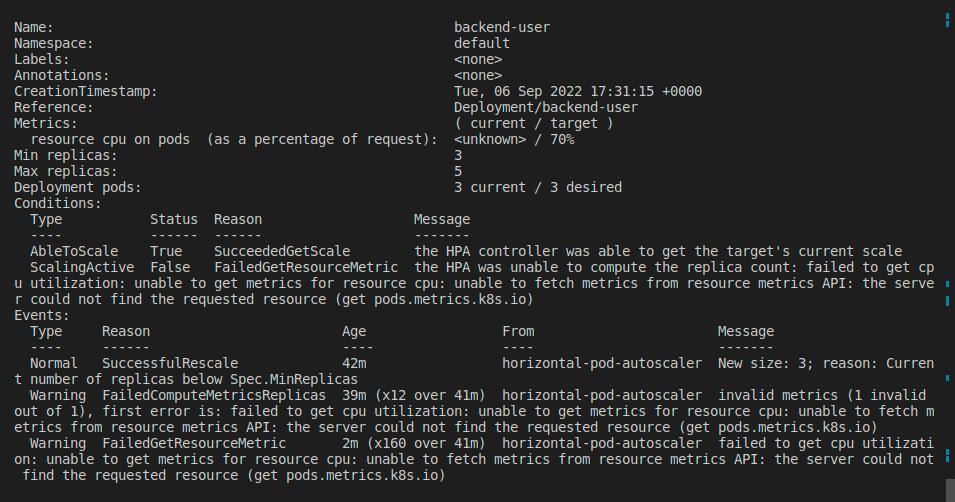 Name:                                                  backend-user
Namespace:                                             default
Labels:                                                <none>
Annotations:                                           <none>
CreationTimestamp:                                     Tue, 06 Sep 2022 17:31:15 +0000
Reference:                                             Deployment/backend-user
Metrics:                                               ( current / target )
  resource cpu on pods  (as a percentage of request):  <unknown> / 70%
Min replicas:                                          3
Max replicas:                                          5
Deployment pods:                                       3 current / 3 desired
Conditions:
  Type           Status  Reason                   Message
  ----           ------  ------                   -------
  AbleToScale    True    SucceededGetScale        the HPA controller was able to get the target's current scale
  ScalingActive  False   FailedGetResourceMetric  the HPA was unable to compute the replica count: failed to get cp
u utilization: unable to get metrics for resource cpu: unable to fetch metrics from resource metrics API: the serve
r could not find the requested resource (get pods.metrics.k8s.io)
Events:
  Type     Reason                        Age                 From                       Message
  ----     ------                        ----                ----                       -------
  Normal   SuccessfulRescale             42m                 horizontal-pod-autoscaler  New size: 3; reason: Curren
t number of replicas below Spec.MinReplicas
  Warning  FailedComputeMetricsReplicas  39m (x12 over 41m)  horizontal-pod-autoscaler  invalid metrics (1 invalid
out of 1), first error is: failed to get cpu utilization: unable to get metrics for resource cpu: unable to fetch m
etrics from resource metrics API: the server could not find the requested resource (get pods.metrics.k8s.io)
  Warning  FailedGetResourceMetric       2m (x160 over 41m)  horizontal-pod-autoscaler  failed to get cpu utilizati
on: unable to get metrics for resource cpu: unable to fetch metrics from resource metrics API: the server could not
 find the requested resource (get pods.metrics.k8s.io)